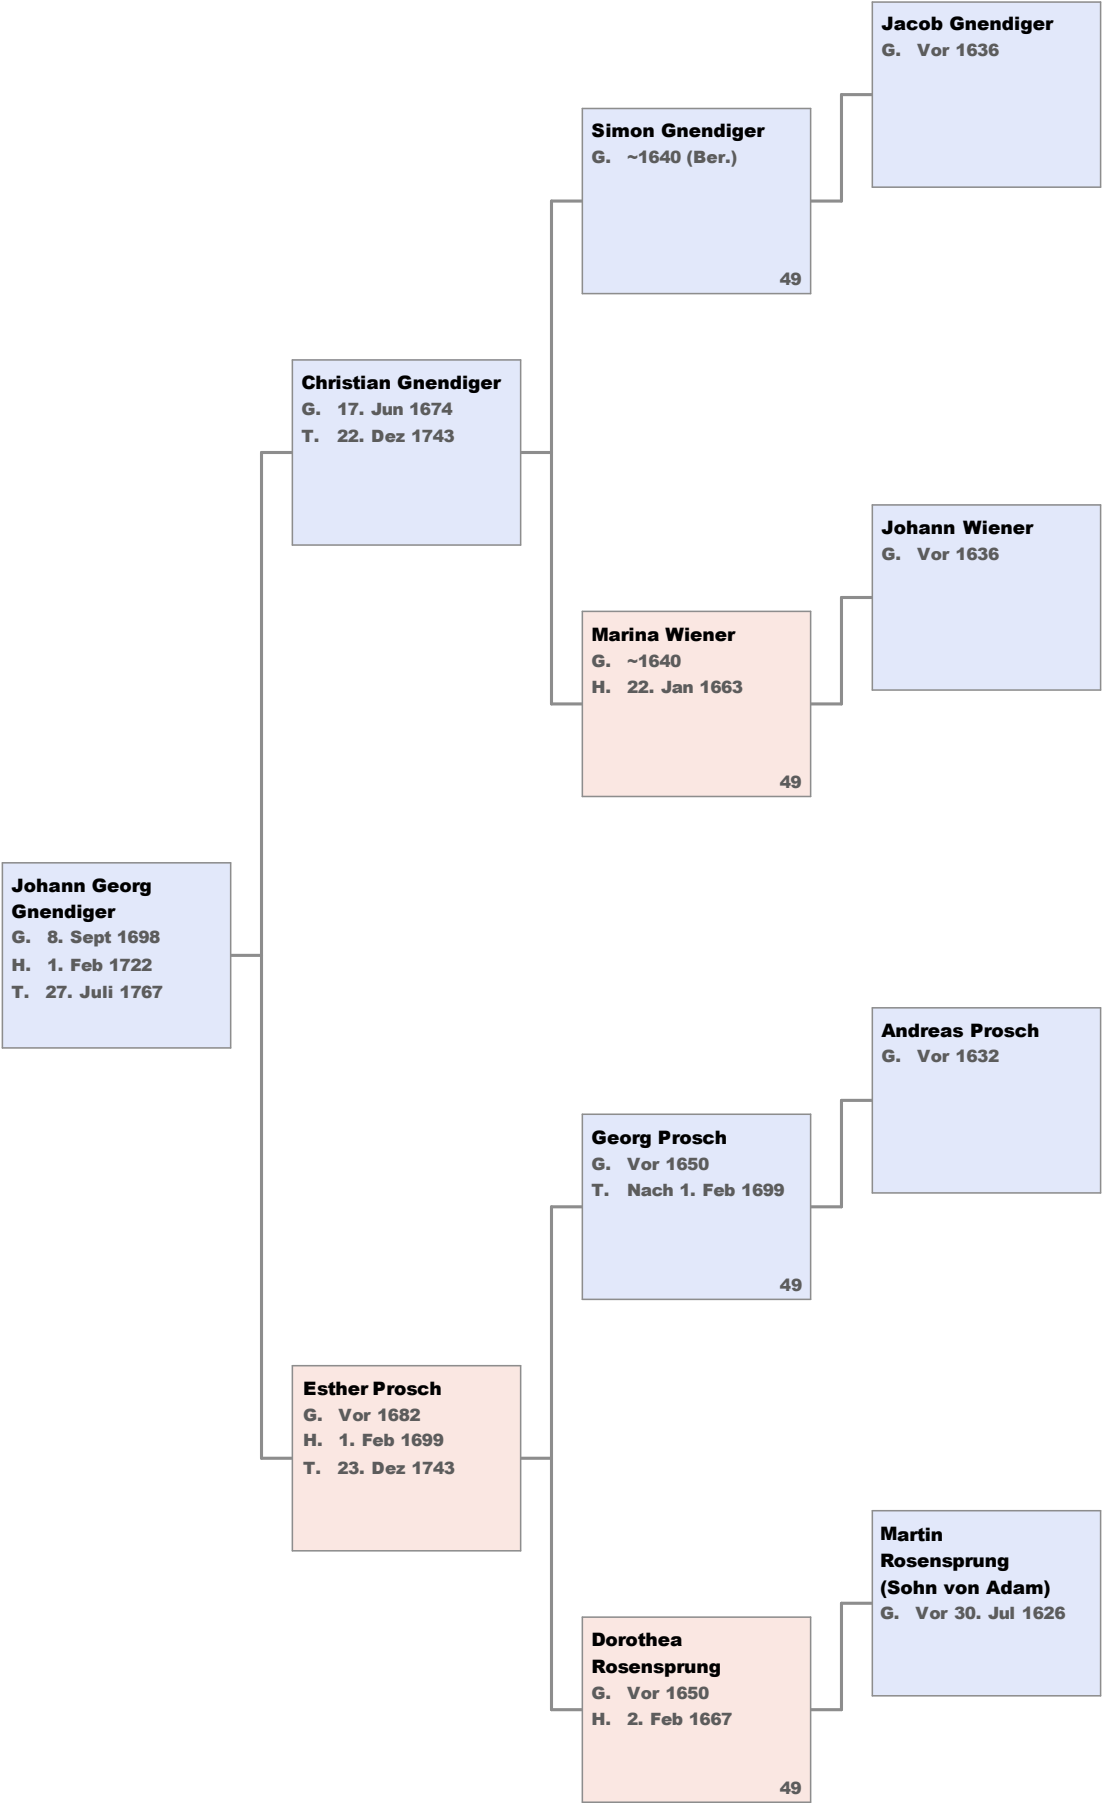 Jacob Gnendiger
G. Vor 1636
Simon Gnendiger
G. ~1640 (Ber.)
49
Christian Gnendiger
G. 17. Jun 1674
T. 22. Dez 1743
Johann Wiener
G. Vor 1636
Marina Wiener
G. ~1640
H. 22. Jan 1663
49
Johann Georg
Gnendiger
G. 8. Sept 1698
H. 1. Feb 1722
T. 27. Juli 1767
Andreas Prosch
G. Vor 1632
Georg Prosch
G. Vor 1650
T. Nach 1. Feb 1699
49
Esther Prosch
G. Vor 1682
H. 1. Feb 1699
T. 23. Dez 1743
Martin
Rosensprung
(Sohn von Adam)
G. Vor 30. Jul 1626
Dorothea
Rosensprung
G. Vor 1650
H. 2. Feb 1667
49